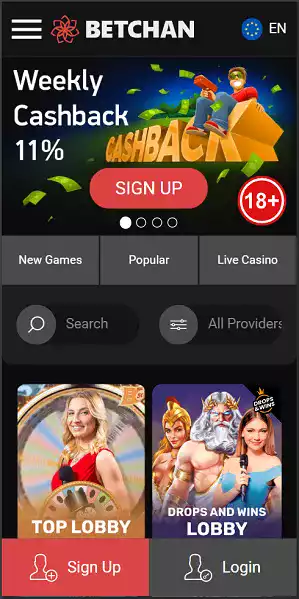 BETCHAN
EN
Weekly
Cashback
11%
CASHBACK
SIGN UP
18+
New Games
Popular
Live Casino
Search
All Providers
DROPS
& WINS
TOP LOBBY
DROPS AND WINS
LOBBY
Sign Up
Login